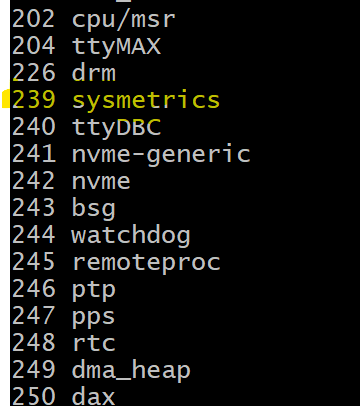 202 cpu/msr
204 ttyMAX
226 drm
239 sysmetrics
240 ttyDBC
241 nvme-generic
242 nvme
243 bsg
244 watchdog
245 remoteproc
246 ptp
247 pps
248 rtc
249 dma_heap
250 dax